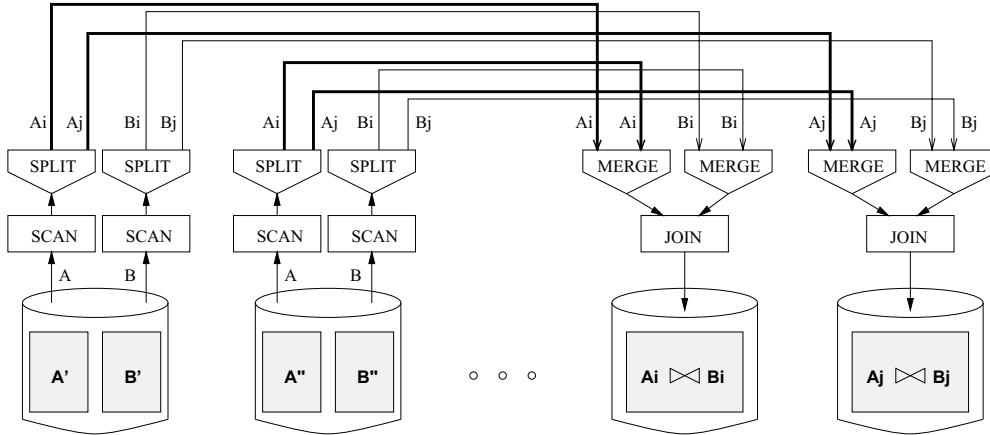 Ai Aj Bi Bj Ai Aj Bi Bj Ai Ai Bi Bi Aj Aj Bj Bj
SPLIT SPLIT SPLIT SPLIT MERGE MERGE MERGE MERGE
SCAN SCAN SCAN SCAN JOIN JOIN
A B A B
A' B' A" B" Ai ⋈ Bi Aj ⋈ Bj